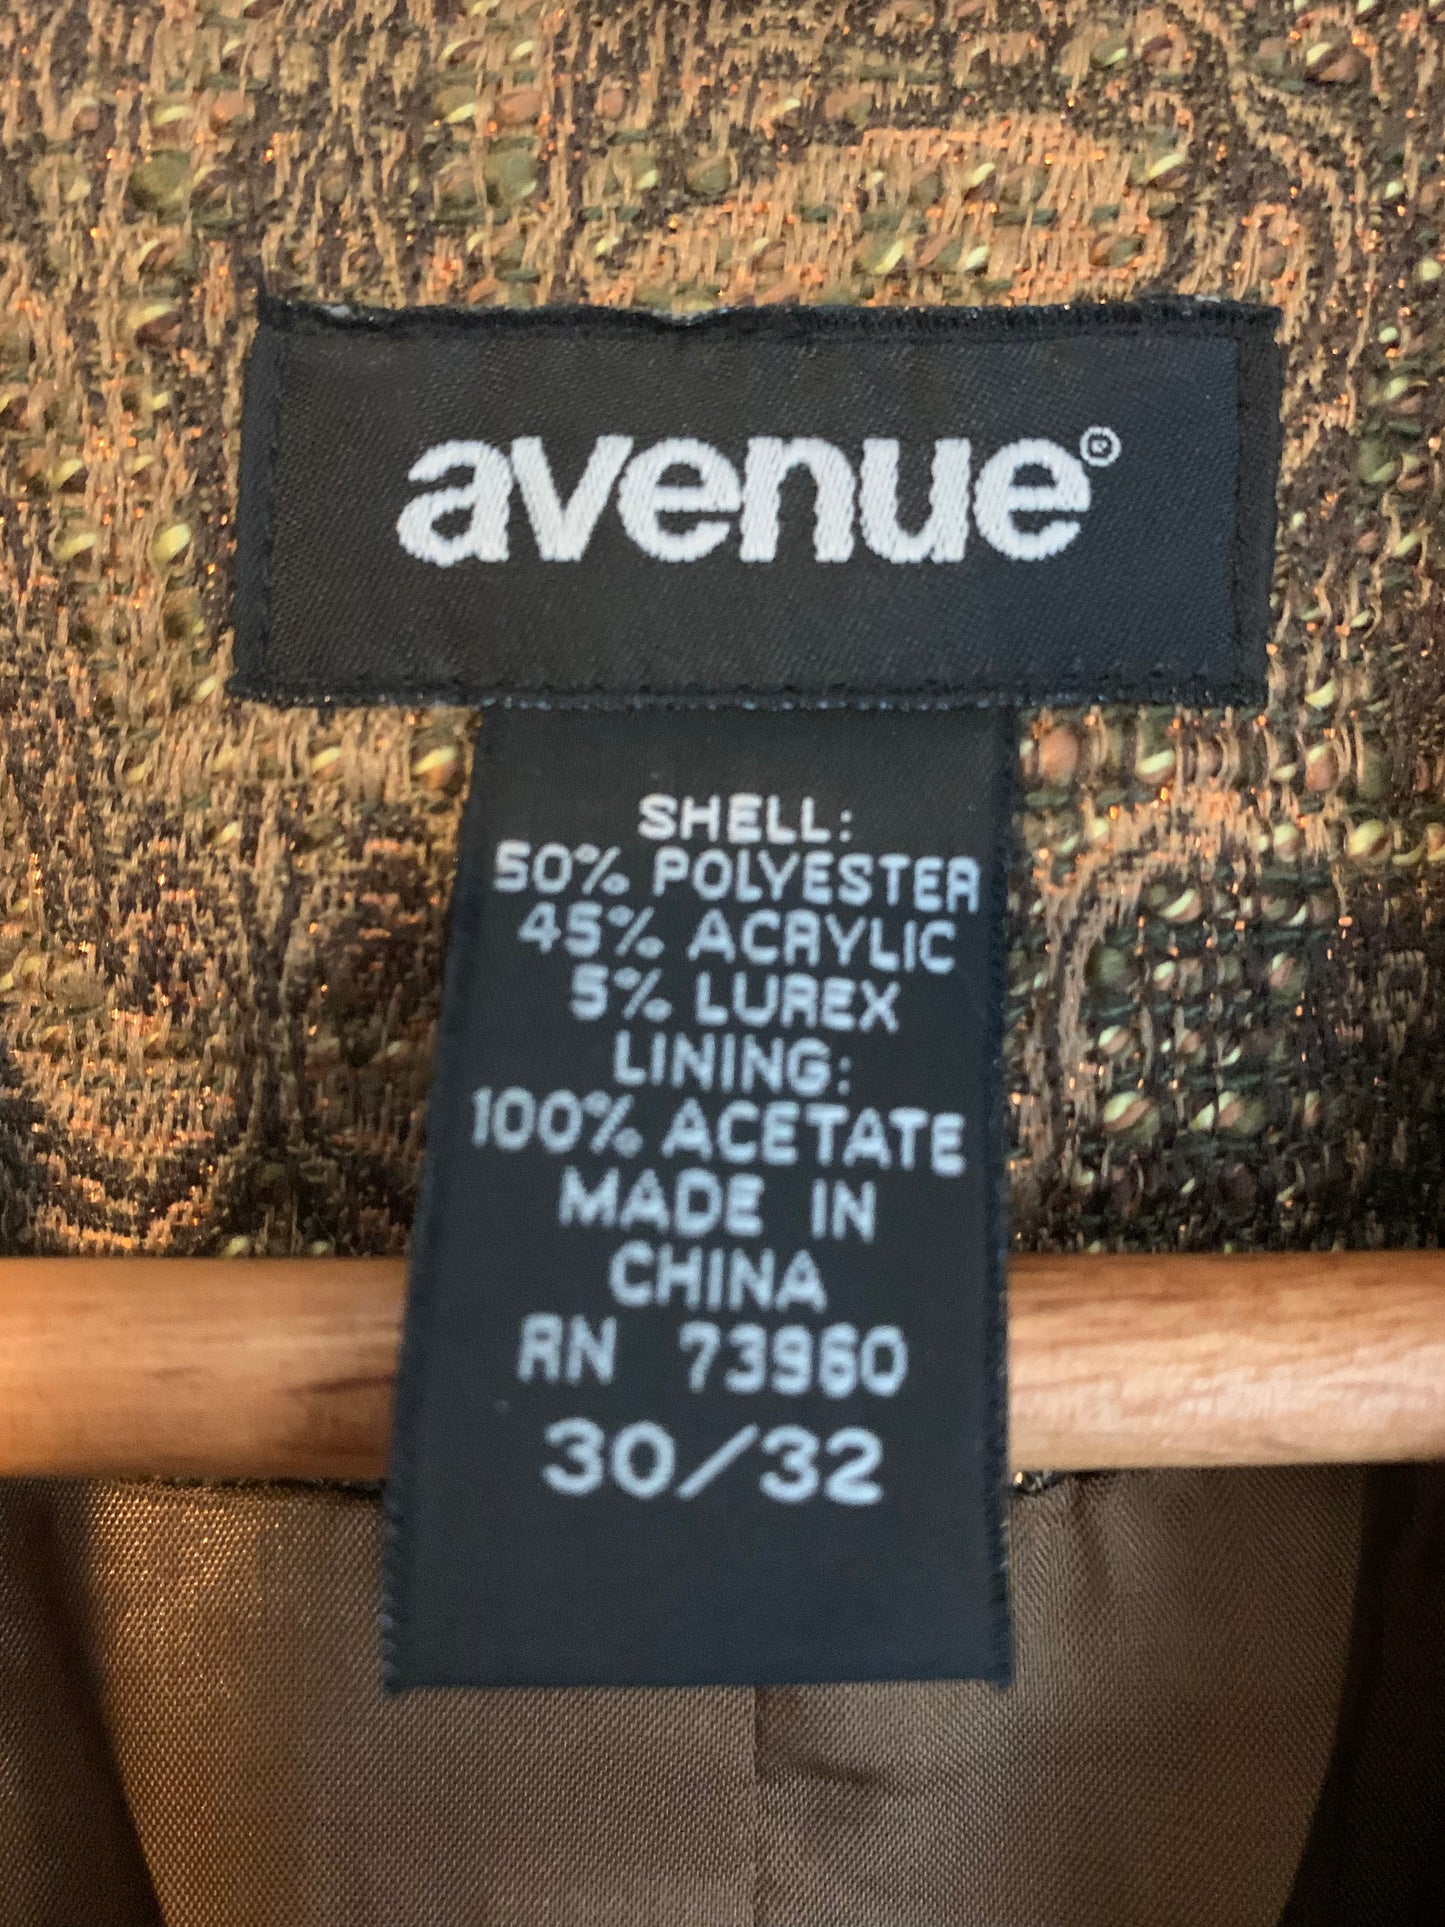 avenue®
SHELL:
50% POLYESTER
45% ACRYLIC
5% LUREX
LINING:
100% ACETATE
MADE IN
CHINA
RN 73960
30/32